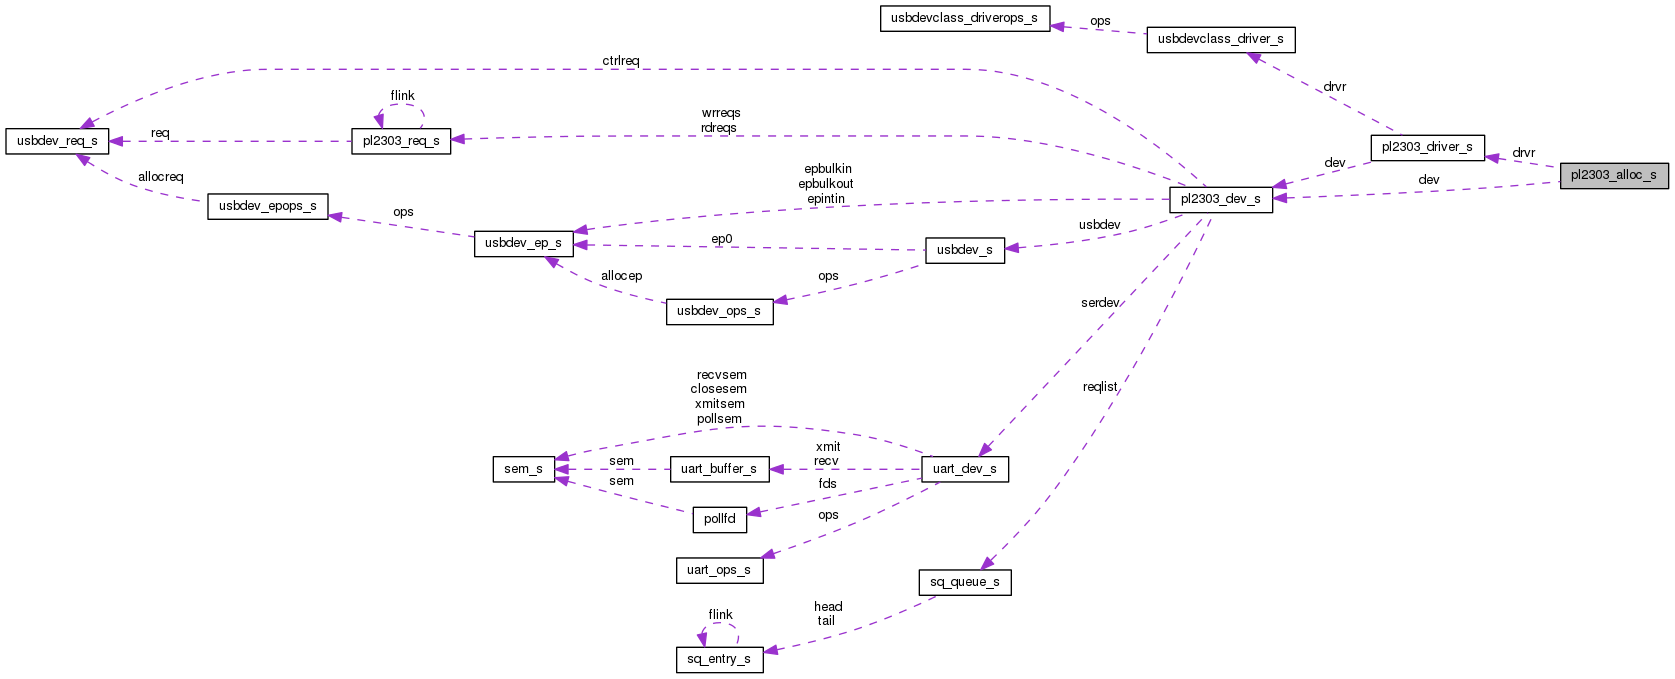 usbdevclass_driverops_s
ops
usbdevclass_driver_s
ctrlreq
drvr
flink
wrreqs
rdreqs
usbdev_req_s
req
pl2303_req_s
pl2303_driver_s
drvr
dev
pl2303_alloc_s
dev
allocreq
epbulkin
epbulkout
epintin
pl2303_dev_s
usbdev_epops_s
ops
usbdev
usbdev_ep_s
ep0
usbdev_s
allocep
ops
usbdev_ops_s
serdev
recvsem
closesem
xmitsem
pollsem
reqlist
xmit
recv
sem_s
sem
uart_buffer_s
uart_dev_s
sem
fds
pollfd
ops
uart_ops_s
sq_queue_s
head
tail
flink
sq_entry_s